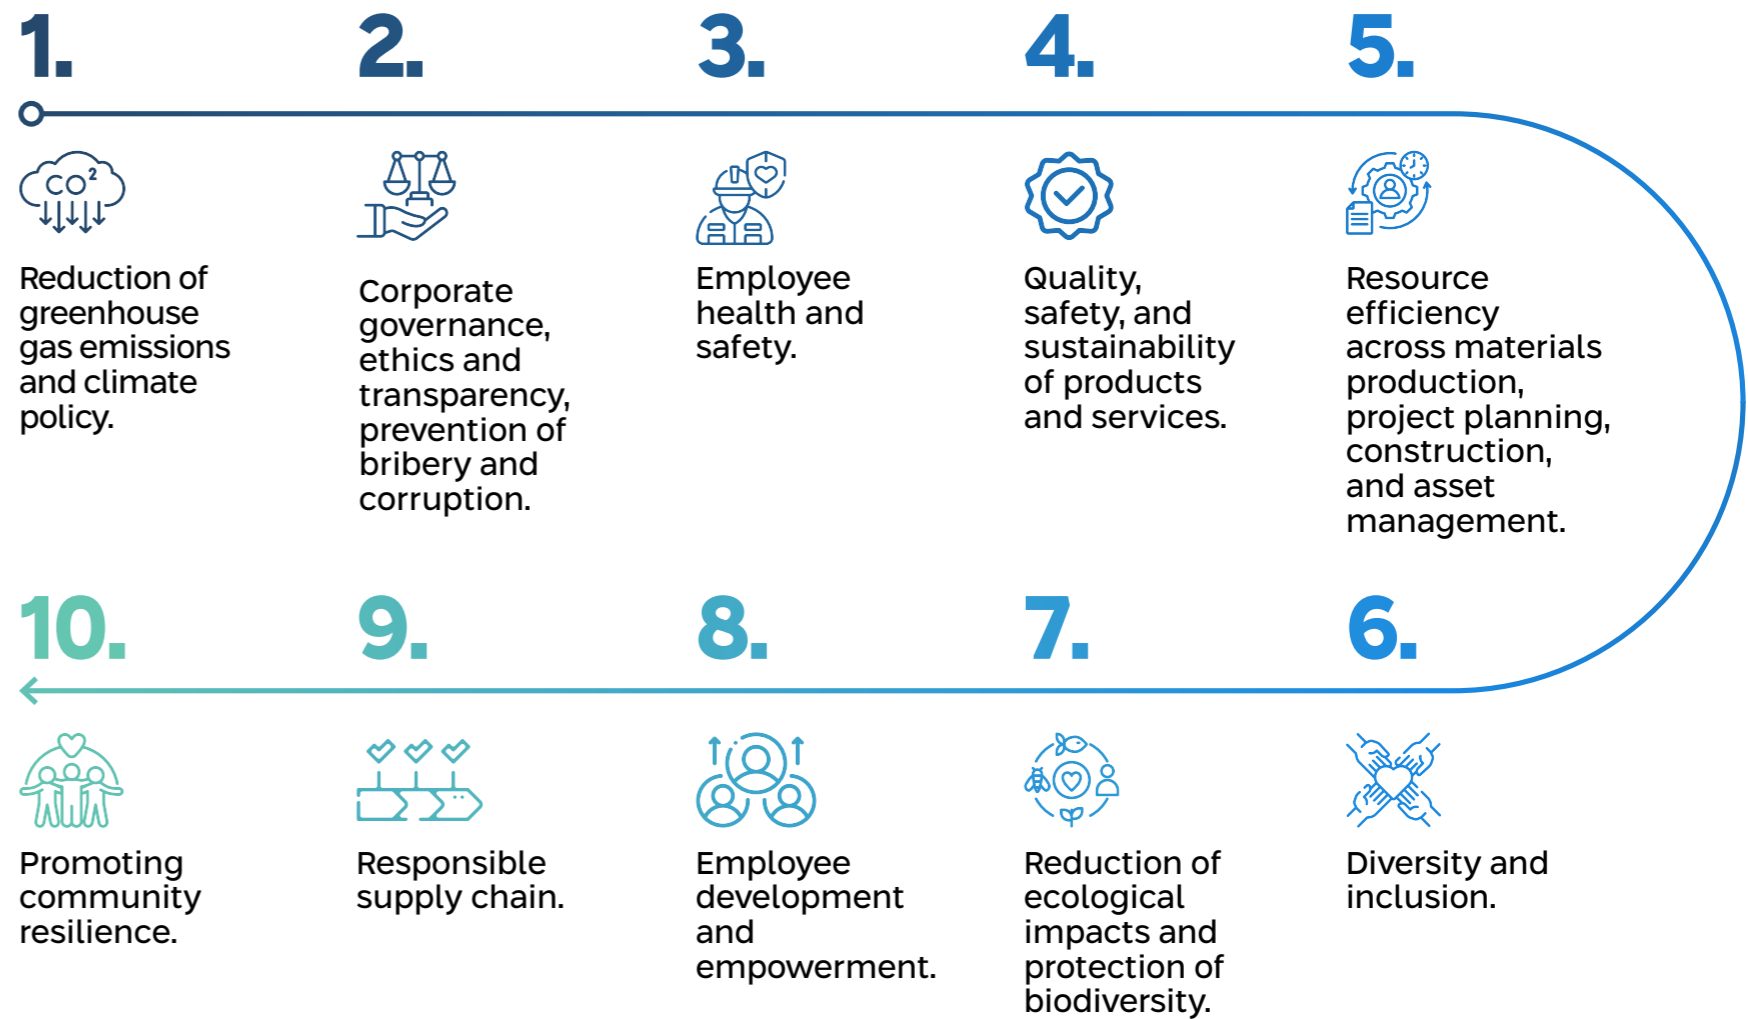 1.
CO²
Reduction of
greenhouse
gas emissions
and climate
policy.
2.
Corporate
governance,
ethics and
transparency,
prevention of
bribery and
corruption.
3.
Employee
health and
safety.
4.
Quality,
safety, and
sustainability
of products
and services.
5.
Resource
efficiency
across materials
production,
project planning,
construction,
and asset
management.
6.
Diversity and
inclusion.
7.
Reduction of
ecological
impacts and
protection of
biodiversity.
8.
Employee
development
and
empowerment.
9.
Responsible
supply chain.
10.
Promoting
community
resilience.